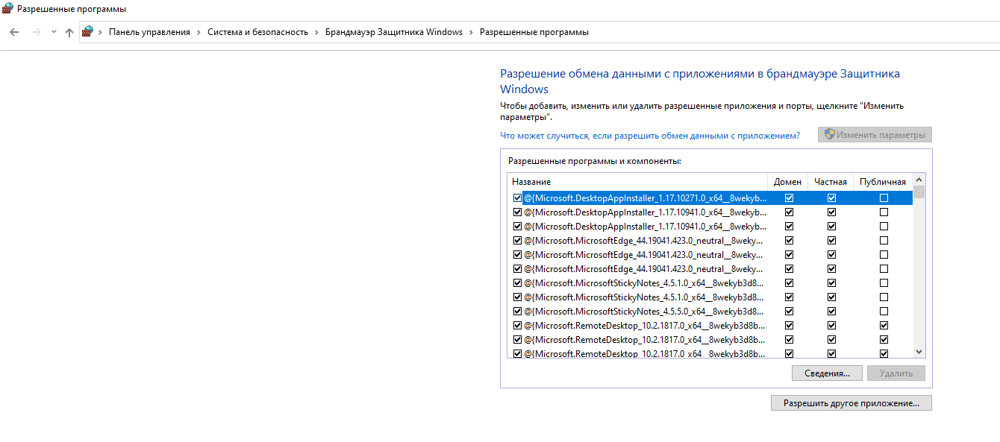 Разрешенные программы
Панель управления › Система и безопасность › Брандмауэр Защитника Windows › Разрешенные программы
Разрешение обмена данными с приложениями в брандмауэре Защитника
Windows
Чтобы добавить, изменить или удалить разрешенные приложения и порты, щелкните "Изменить
параметры".
Что может случиться, если разрешить обмен данными с приложением?
Изменить параметры
Разрешенные программы и компоненты:
Название Домен Частная Публичная
@{Microsoft.DesktopAppInstaller_1.17.10271.0_x64__8wekyb...
@{Microsoft.DesktopAppInstaller_1.17.10941.0_x64__8wekyb...
@{Microsoft.DesktopAppInstaller_1.17.10941.0_x64__8wekyb...
@{Microsoft.MicrosoftEdge_44.19041.423.0_neutral__8weky...
@{Microsoft.MicrosoftEdge_44.19041.423.0_neutral__8weky...
@{Microsoft.MicrosoftEdge_44.19041.423.0_neutral__8weky...
@{Microsoft.MicrosoftStickyNotes_4.5.1.0_x64__8wekyb3d8...
@{Microsoft.MicrosoftStickyNotes_4.5.1.0_x64__8wekyb3d8...
@{Microsoft.MicrosoftStickyNotes_4.5.5.0_x64__8wekyb3d8...
@{Microsoft.RemoteDesktop_10.2.1817.0_x64__8wekyb3d8b...
@{Microsoft.RemoteDesktop_10.2.1817.0_x64__8wekyb3d8b...
@{Microsoft.RemoteDesktop_10.2.1817.0_x64__8wekyb3d8b...
Сведения...
Удалить
Разрешить другое приложение...